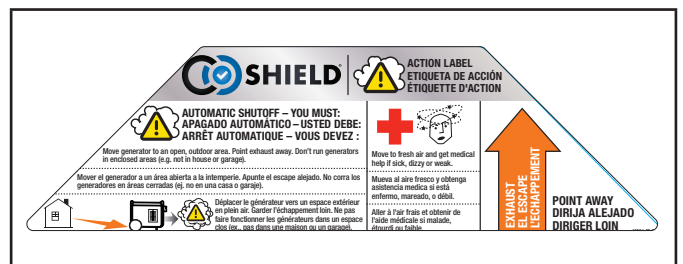 CO SHIELD
ACTION LABEL
ETIQUETA DE ACCIÓN
ÉTIQUETTE D'ACTION
AUTOMATIC SHUTOFF – YOU MUST:
APAGADO AUTOMÁTICO – USTED DEBE:
ARRÊT AUTOMATIQUE – VOUS DEVEZ :
Move generator to an open, outdoor area. Point exhaust away. Don't run generators
in enclosed areas (e.g. not in house or garage).
Mover el generador a un área abierta a la intemperie. Apunte el escape alejado. No corra los
generadores en áreas cerradas (ej. no en una casa o garaje).
Déplacer le générateur vers un espace extérieur
en plein air. Garder l'échappement loin. Ne pas
faire fonctionner les générateurs dans un espace
clos (ex., pas dans une maison ou un garage).
Move to fresh air and get medical
help if sick, dizzy or weak.
Mueva al aire fresco y obtenga
asistencia medica si está
enfermo, mareado, o débil.
Aller à l'air frais et obtenir de
l'aide médicale si malade,
étourdi ou faible.
EXHAUST
EL ESCAPE
L'ÉCHAPPEMENT
POINT AWAY
DIRIJA ALEJADO
DIRIGER LOIN